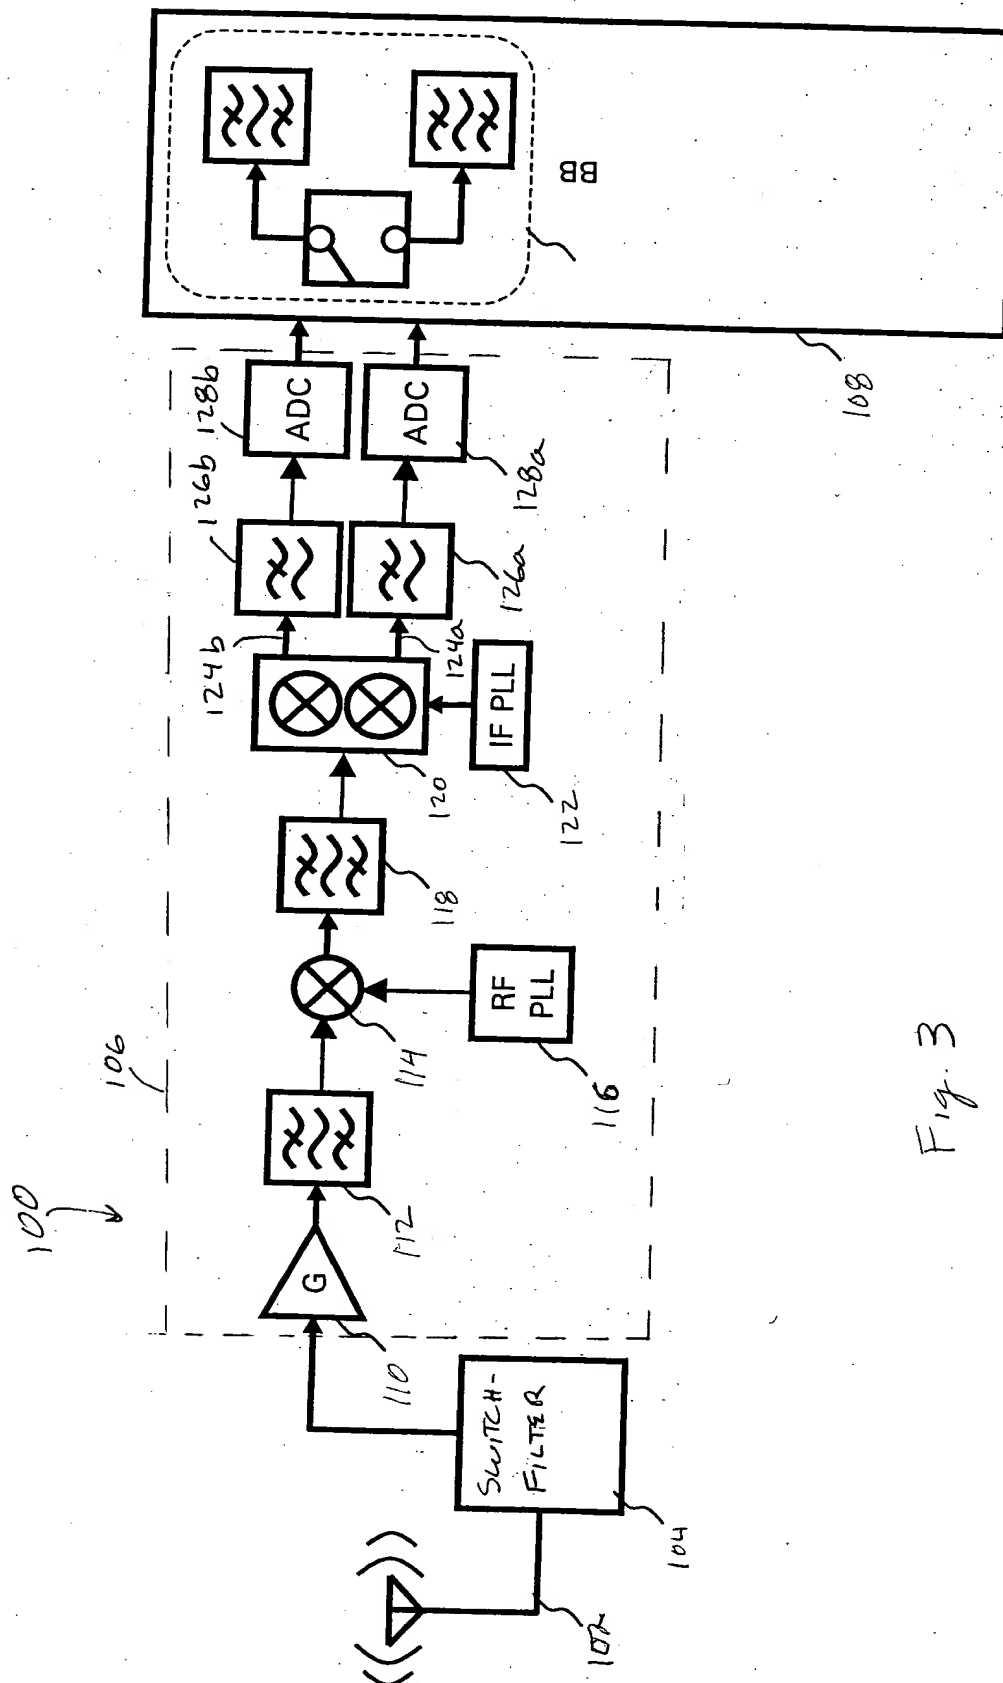 100
106
SWITCH-
FILTER
104
102
G
110
112
114
RF
PLL
116
118
120
IF PLL
122
124b
124a
126b
126a
ADC
128b
ADC
128a
BB
108
Fig. 3